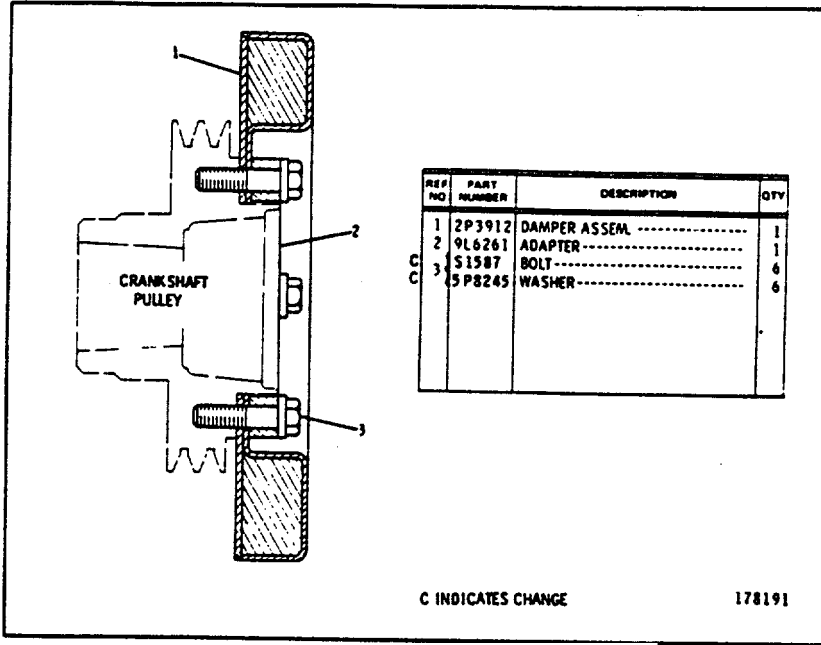 1
2
CRANKSHAFT
PULLEY
3
REF NO PART NUMBER DESCRIPTION QTY
1 2P3912 DAMPER ASSEM. 1
2 9L6261 ADAPTER 1
C 3 S1587 BOLT 6
C 5P8245 WASHER 6
C INDICATES CHANGE 178191